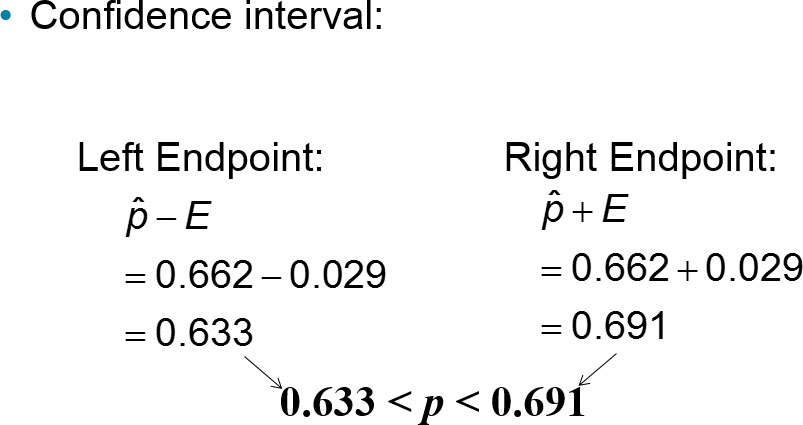 • Confidence interval:
Left Endpoint:
p̂ − E
= 0.662 − 0.029
= 0.633
Right Endpoint:
p̂ + E
= 0.662 + 0.029
= 0.691
0.633 < p < 0.691